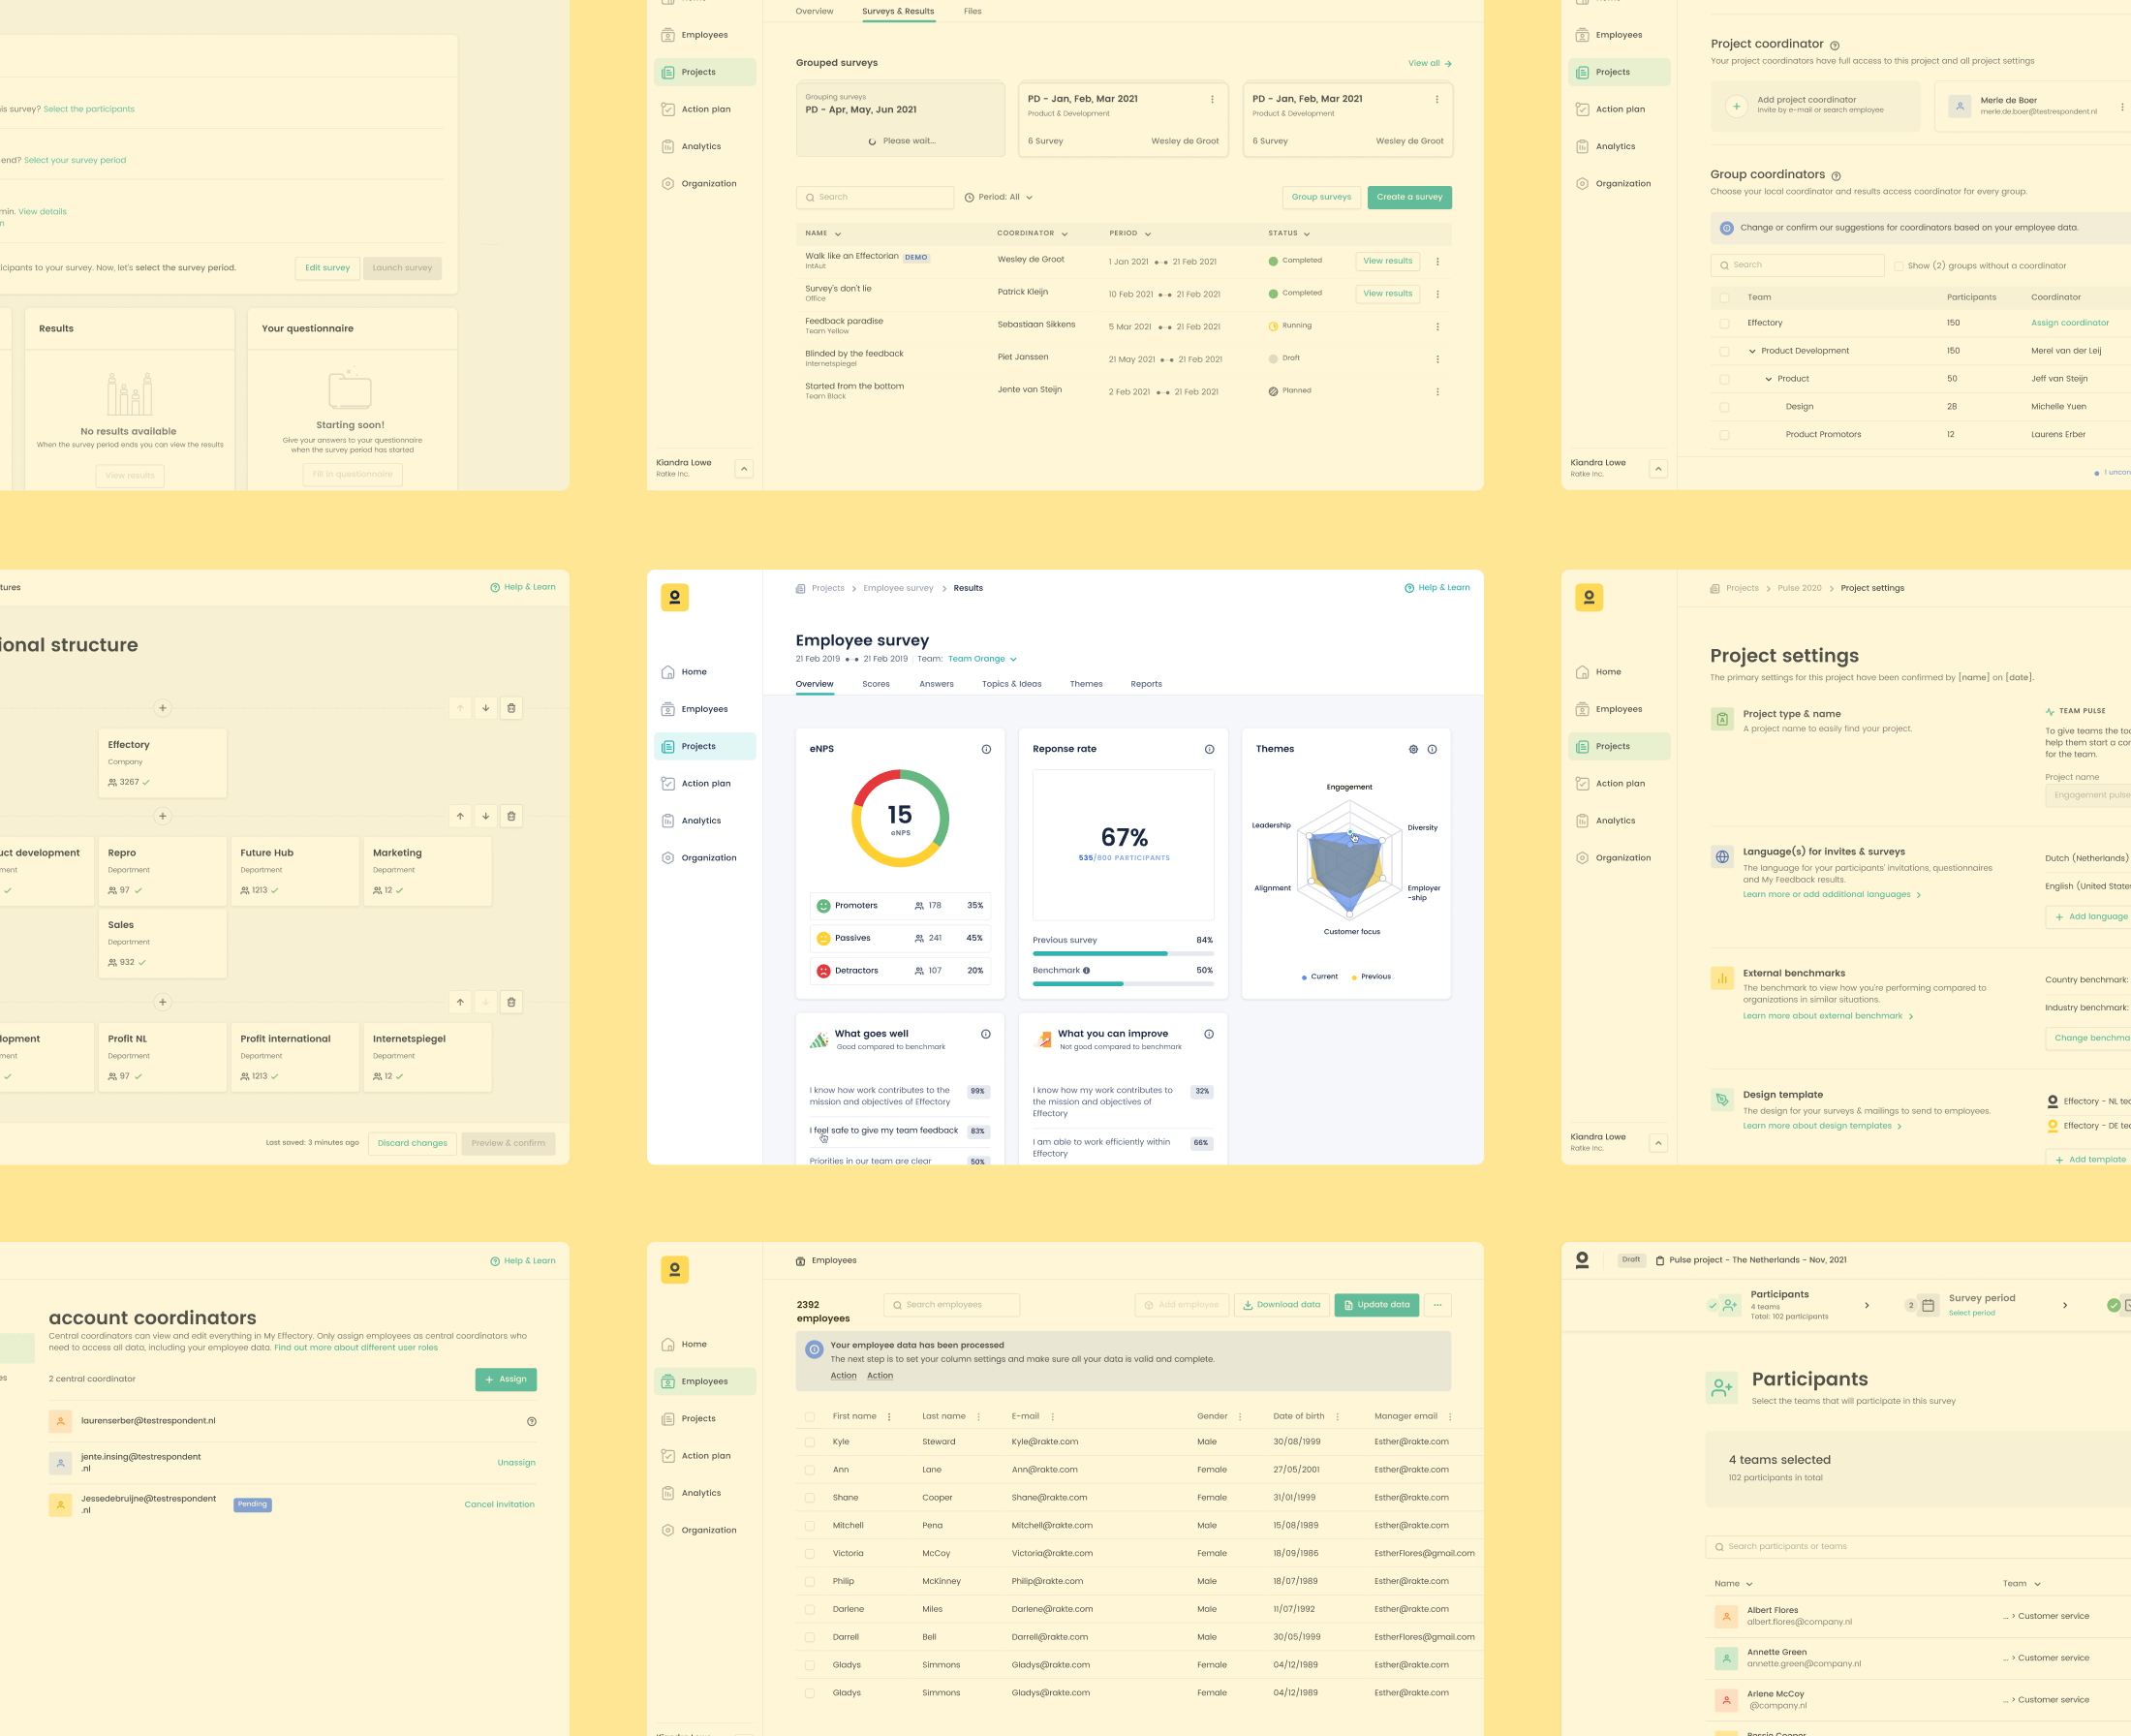 is survey? Select the participants
end? Select your survey period
min. View details
n
icipants to your survey. Now, let's select the survey period.
Edit survey
Launch survey
Results
No results available
When the survey period ends you can view the results
View results
Your questionnaire
Starting soon!
Give your answers to your questionnaire
when the survey period has started
Fill in questionnaire
Employees
Projects
Action plan
Analytics
Organization
Kiandra Lowe
Ratke Inc.
Overview Surveys & Results Files
Grouped surveys
View all
Grouping surveys
PD - Apr, May, Jun 2021
Please wait...
PD - Jan, Feb, Mar 2021
Product & Development
6 Survey Wesley de Groot
PD - Jan, Feb, Mar 2021
Product & Development
6 Survey Wesley de Groot
Search
Period: All
Group surveys
Create a survey
NAME COORDINATOR PERIOD STATUS
Walk like an Effectorian DEMO
IntAut
Wesley de Groot 1 Jan 2021 21 Feb 2021 Completed View results
Survey's don't lie
Office
Patrick Kleijn 10 Feb 2021 21 Feb 2021 Completed View results
Feedback paradise
Team Yellow
Sebastiaan Sikkens 5 Mar 2021 21 Feb 2021 Running
Blinded by the feedback
Internetspiegel
Piet Janssen 21 May 2021 21 Feb 2021 Draft
Started from the bottom
Team Black
Jente van Steijn 2 Feb 2021 21 Feb 2021 Planned
Employees
Projects
Action plan
Analytics
Organization
Kiandra Lowe
Ratke Inc.
Project coordinator
Your project coordinators have full access to this project and all project settings
Add project coordinator
Invite by e-mail or search employee
Merle de Boer
merle.de.boer@testrespondent.nl
Group coordinators
Choose your local coordinator and results access coordinator for every group.
Change or confirm our suggestions for coordinators based on your employee data.
Search
Show (2) groups without a coordinator
Team Participants Coordinator
Effectory 150 Assign coordinator
Product Development 150 Merel van der Leij
Product 50 Jeff van Steijn
Design 28 Michelle Yuen
Product Promotors 12 Laurens Erber
1 uncon
tures
Help & Learn
ional structure
Effectory
Company
3267
uct development
ment
Repro
Department
97
Future Hub
Department
1213
Marketing
Department
12
Sales
Department
932
lopment
ment
Profit NL
Department
97
Profit international
Department
1213
Internetspiegel
Department
12
Last saved: 3 minutes ago
Discard changes
Preview & confirm
Home
Employees
Projects
Action plan
Analytics
Organization
Projects > Employee survey > Results
Help & Learn
Employee survey
21 Feb 2019 21 Feb 2019 Team: Team Orange
Overview Scores Answers Topics & Ideas Themes Reports
eNPS
15
eNPS
Promoters 178 35%
Passives 241 45%
Detractors 107 20%
Reponse rate
67%
535/800 PARTICIPANTS
Previous survey 84%
Benchmark 50%
Themes
Engagement
Leadership
Diversity
Alignment
Employer
-ship
Customer focus
Current Previous
What goes well
Good compared to benchmark
I know how work contributes to the
mission and objectives of Effectory
99%
I feel safe to give my team feedback 83%
Priorities in our team are clear 50%
What you can improve
Not good compared to benchmark
I know how my work contributes to
the mission and objectives of
Effectory
32%
I am able to work efficiently within
Effectory
66%
Home
Employees
Projects
Action plan
Analytics
Organization
Kiandra Lowe
Ratke Inc.
Projects > Pulse 2020 > Project settings
Project settings
The primary settings for this project have been confirmed by [name] on [date].
Project type & name
A project name to easily find your project.
TEAM PULSE
To give teams the too
help them start a con
for the team.
Project name
Engagement pulse
Language(s) for invites & surveys
The language for your participants' invitations, questionnaires
and My Feedback results.
Learn more or add additional languages >
Dutch (Netherlands)
English (United State
+ Add language
External benchmarks
The benchmark to view how you're performing compared to
organizations in similar situations.
Learn more about external benchmark >
Country benchmark:
Industry benchmark:
Change benchma
Design template
The design for your surveys & mailings to send to employees.
Learn more about design templates >
Effectory - NL tea
Effectory - DE tea
+ Add template
Help & Learn
es
account coordinators
Central coordinators can view and edit everything in My Effectory. Only assign employees as central coordinators who
need to access all data, including your employee data. Find out more about different user roles
2 central coordinator
+ Assign
laurenserber@testrespondent.nl
jente.insing@testrespondent
.nl
Unassign
Jessedebruijne@testrespondent
.nl
Pending
Cancel invitation
Home
Employees
Projects
Action plan
Analytics
Organization
Employees
2392
employees
Search employees
Add employee
Download data
Update data
Your employee data has been processed
The next step is to set your column settings and make sure all your data is valid and complete.
Action Action
First name Last name E-mail Gender Date of birth Manager email
Kyle Steward Kyle@rakte.com Male 30/08/1999 Esther@rakte.com
Ann Lane Ann@rakte.com Female 27/05/2001 Esther@rakte.com
Shane Cooper Shane@rakte.com Female 31/01/1999 Esther@rakte.com
Mitchell Pena Mitchell@rakte.com Male 15/08/1989 Esther@rakte.com
Victoria McCoy Victoria@rakte.com Female 18/09/1986 EstherFlores@gmail.com
Philip McKinney Philip@rakte.com Male 18/07/1989 Esther@rakte.com
Darlene Miles Darlene@rakte.com Male 11/07/1992 Esther@rakte.com
Darrell Bell Darrell@rakte.com Male 30/05/1999 EstherFlores@gmail.com
Gladys Simmons Gladys@rakte.com Female 04/12/1989 Esther@rakte.com
Gladys Simmons Gladys@rakte.com Female 04/12/1989 Esther@rakte.com
Draft
Pulse project - The Netherlands - Nov, 2021
Participants
4 teams
Total: 102 participants
2
Survey period
Select period
Participants
Select the teams that will participate in this survey
4 teams selected
102 participants in total
Search participants or teams
Name Team
Albert Flores
albert.flores@company.nl
... > Customer service
Annette Green
annette.green@company.nl
... > Customer service
Arlene McCoy
@company.nl
... > Customer service